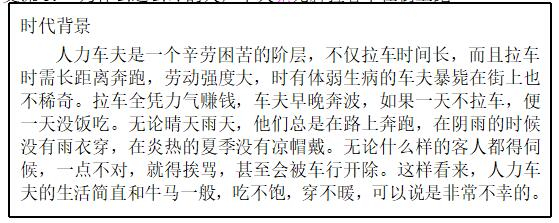 时代背景
人力车夫是一个辛劳困苦的阶层，不仅拉车时间长，而且拉车
时需长距离奔跑，劳动强度大，时有体弱生病的车夫暴毙在街上也
不稀奇。拉车全凭力气赚钱，车夫早晚奔波，如果一天不拉车，便
一天没饭吃。无论晴天雨天，他们总是在路上奔跑，在阴雨的时候
没有雨衣穿，在炎热的夏季没有凉帽戴。无论什么样的客人都得伺
候，一点不对，就得挨骂，甚至会被车行开除。这样看来，人力车
夫的生活简直和牛马一般，吃不饱，穿不暖，可以说是非常不幸的。